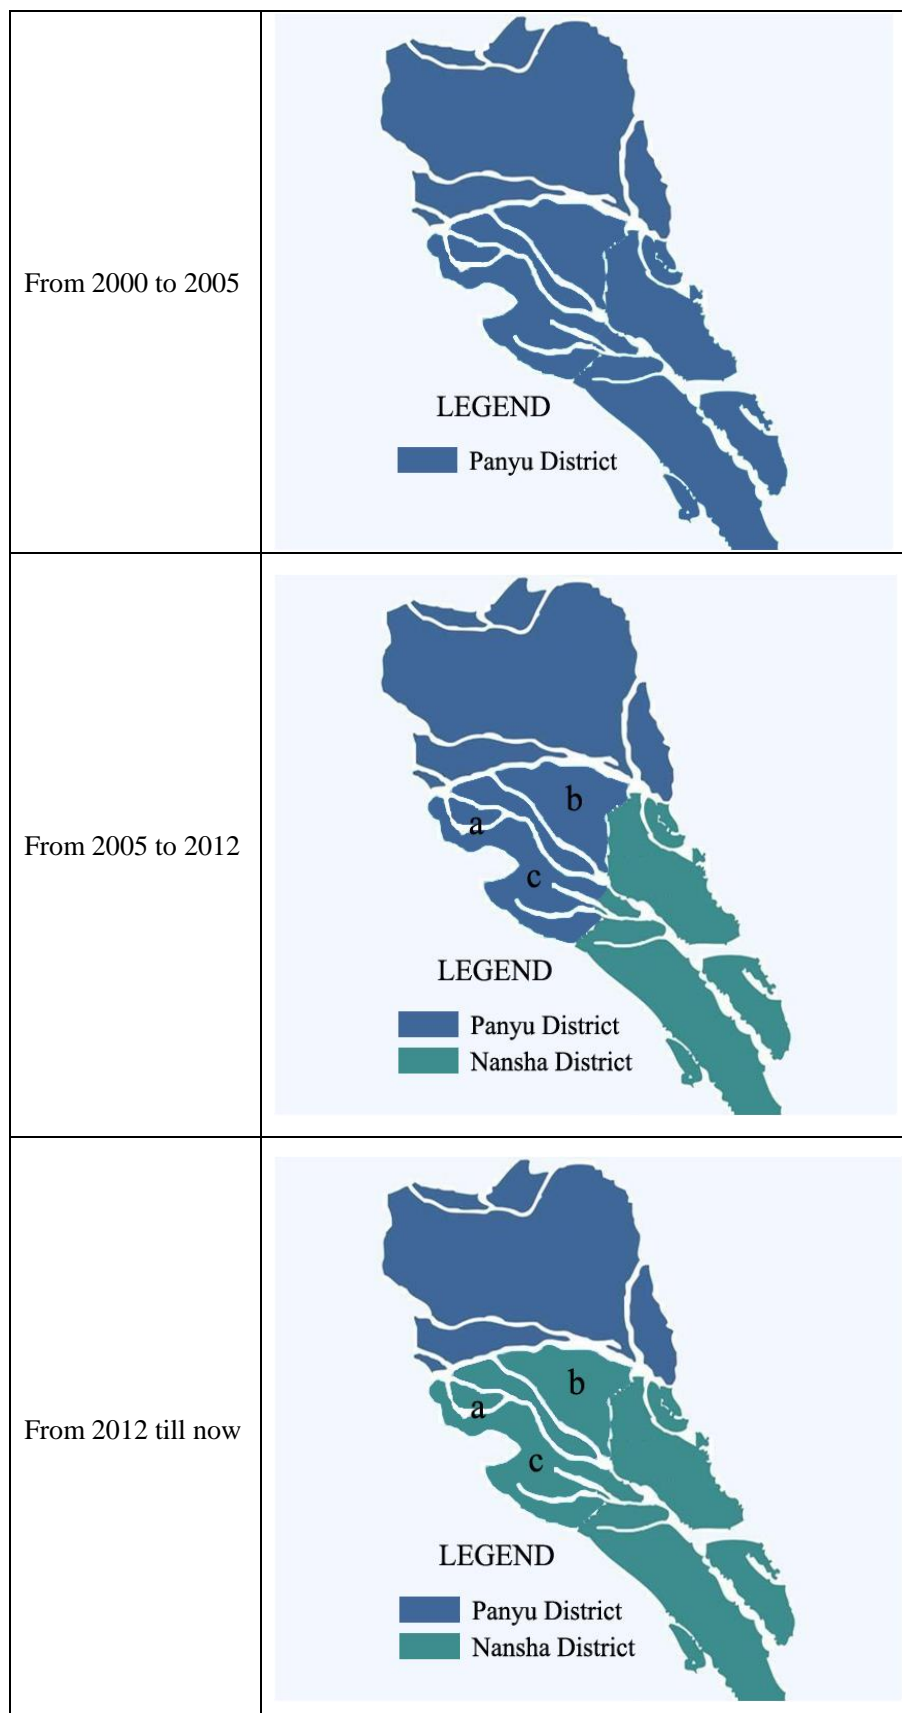 From 2000 to 2005
LEGEND
Panyu District
From 2005 to 2012
b
a
c
LEGEND
Panyu District
Nansha District
From 2012 till now
b
a
c
LEGEND
Panyu District
Nansha District